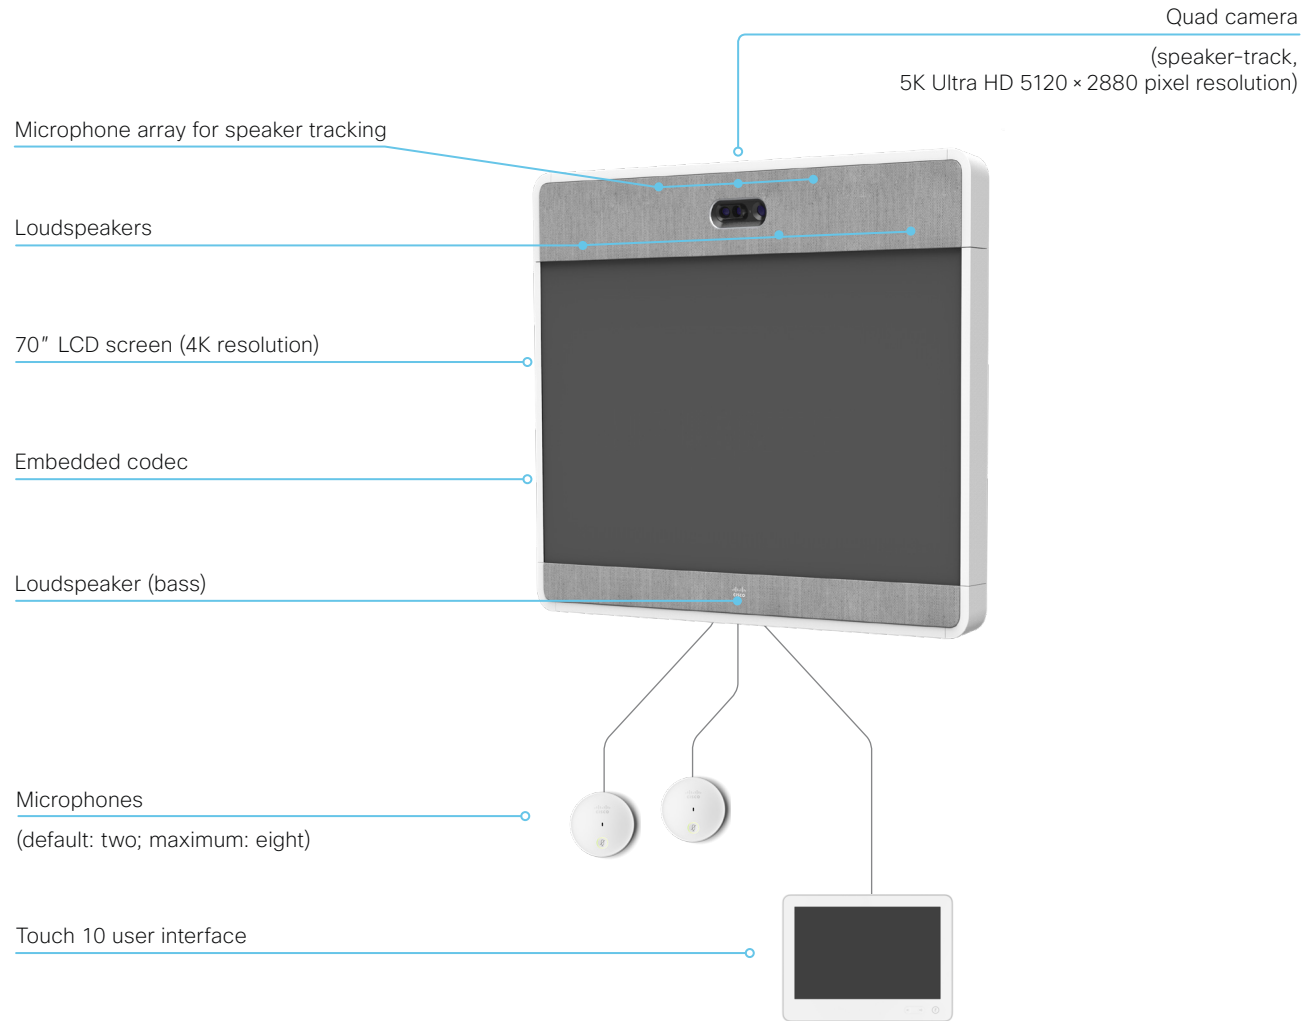 Quad camera
(speaker-track,
5K Ultra HD 5120 × 2880 pixel resolution)
Microphone array for speaker tracking
Loudspeakers
70" LCD screen (4K resolution)
Embedded codec
Loudspeaker (bass)
Microphones
(default: two; maximum: eight)
Touch 10 user interface